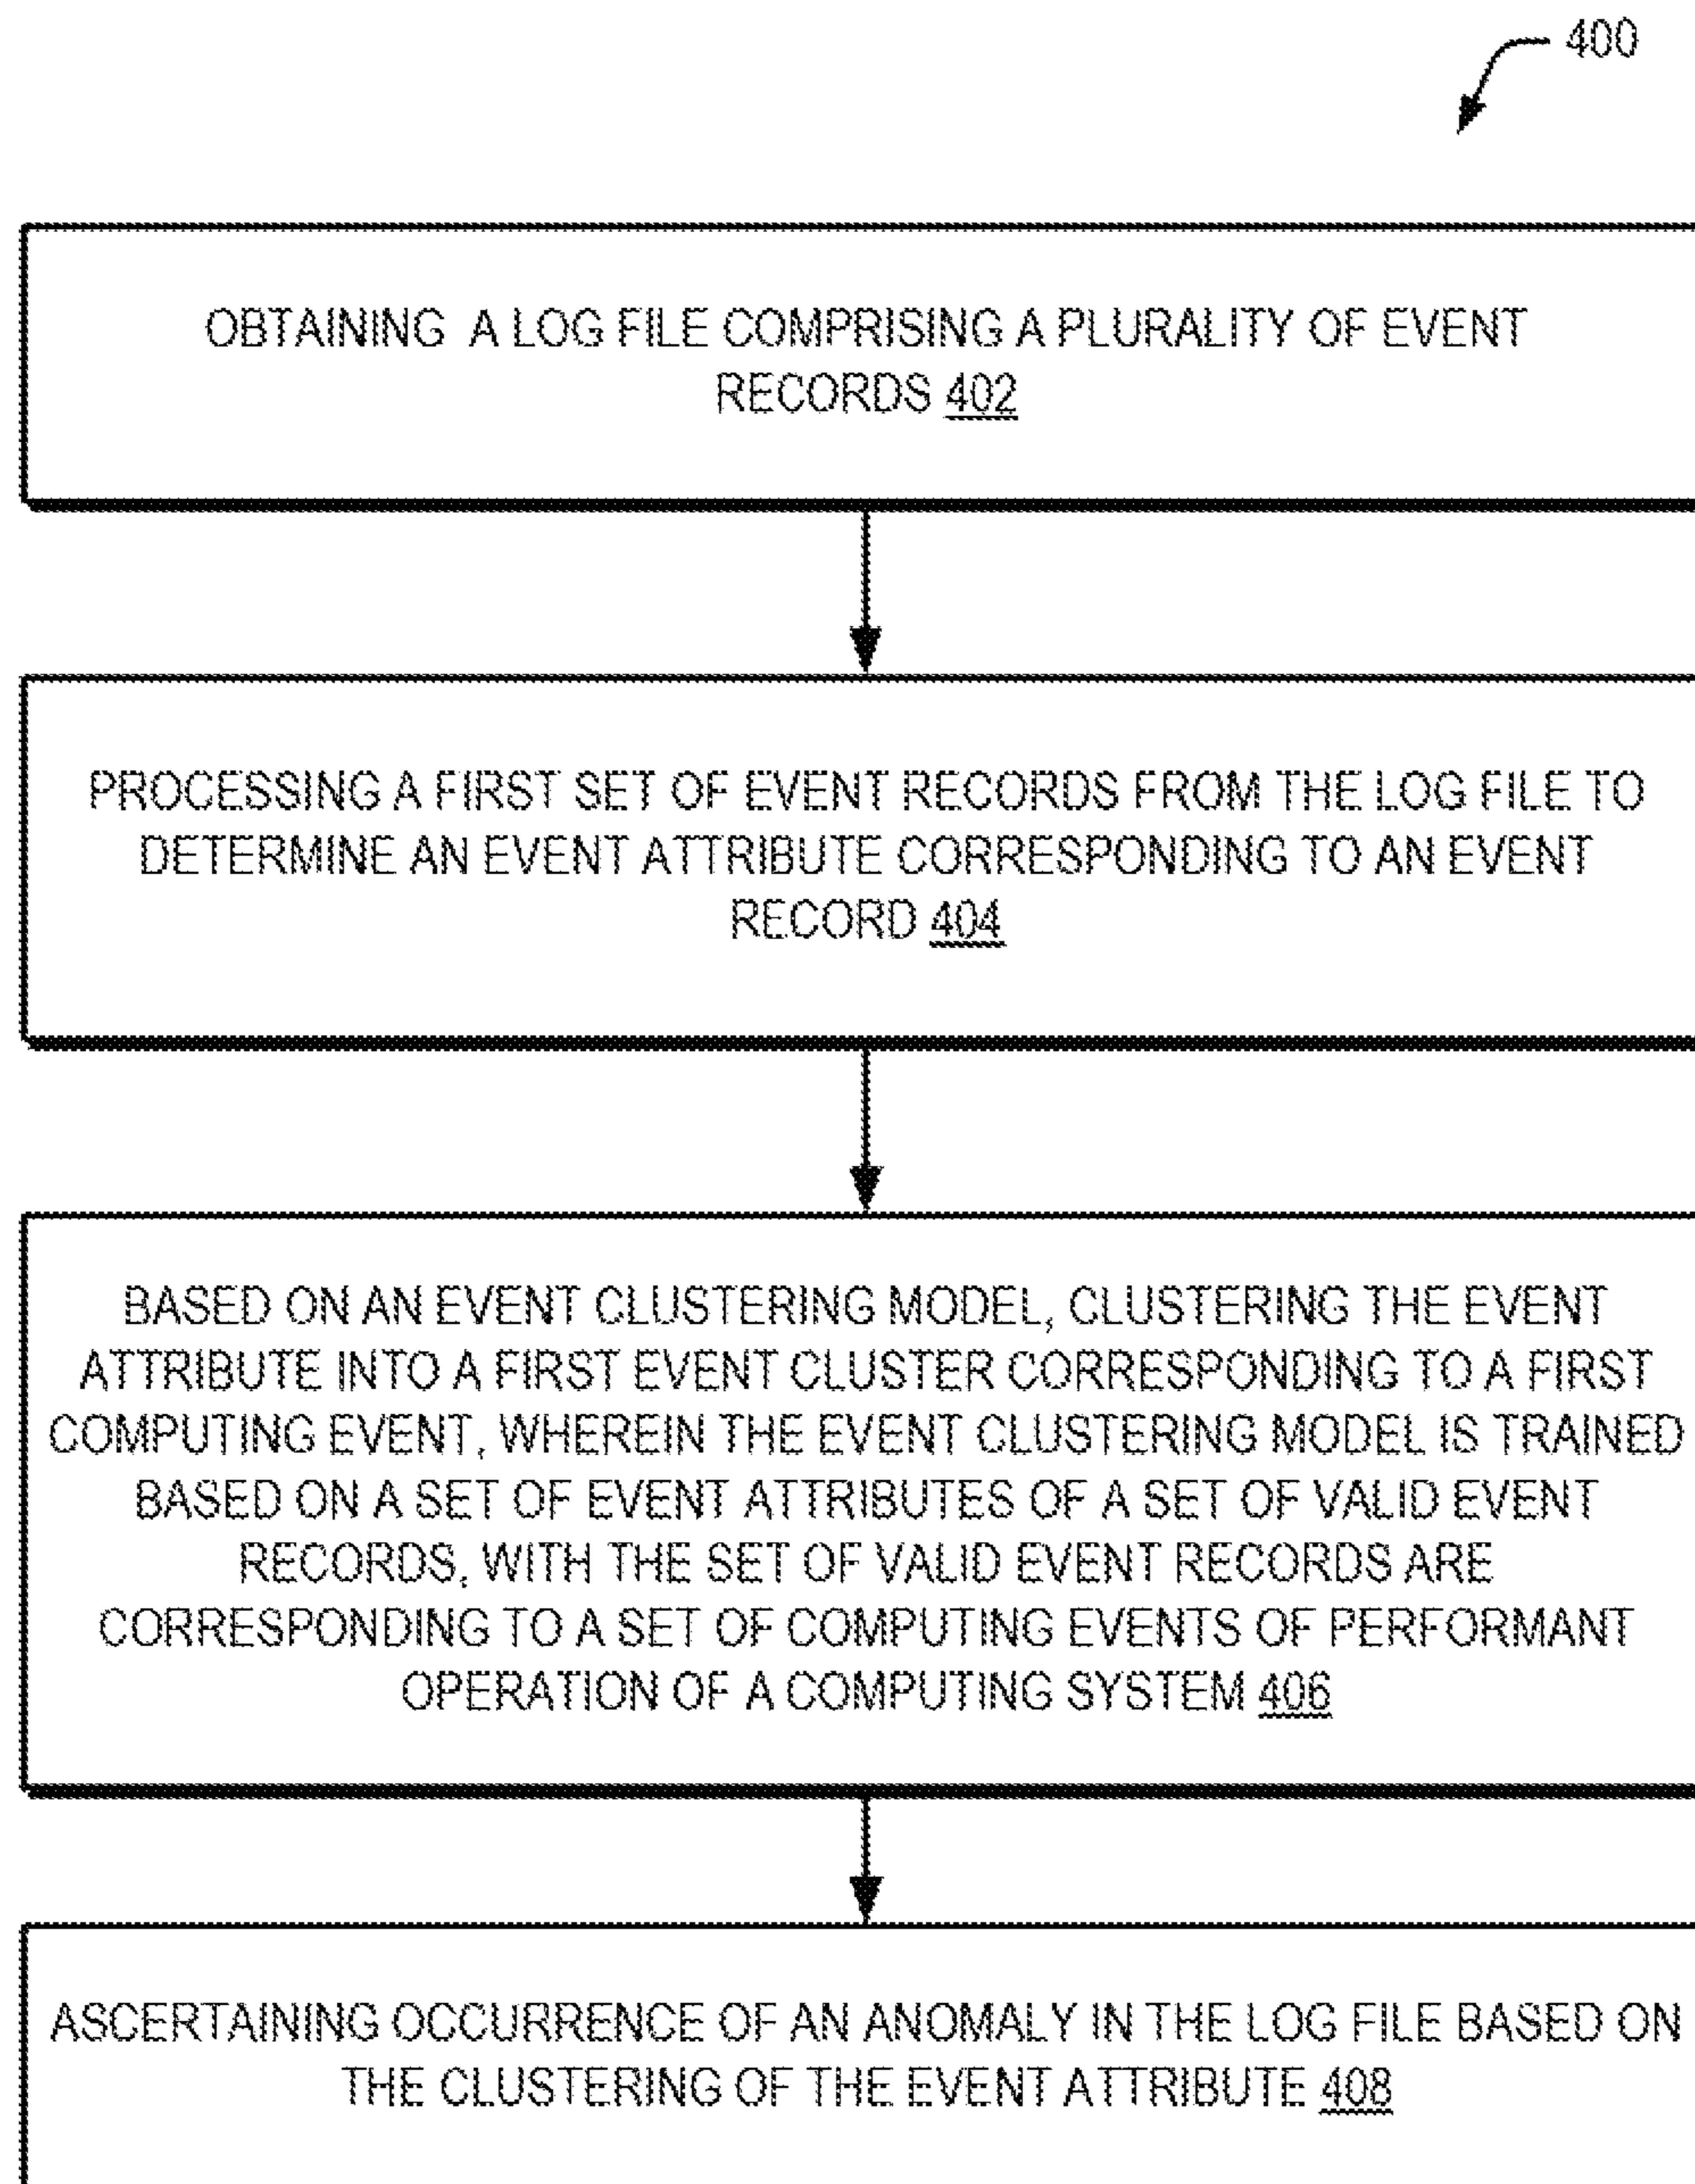 400
OBTAINING A LOG FILE COMPRISING A PLURALITY OF EVENT
RECORDS 402
PROCESSING A FIRST SET OF EVENT RECORDS FROM THE LOG FILE TO
DETERMINE AN EVENT ATTRIBUTE CORRESPONDING TO AN EVENT
RECORD 404
BASED ON AN EVENT CLUSTERING MODEL, CLUSTERING THE EVENT
ATTRIBUTE INTO A FIRST EVENT CLUSTER CORRESPONDING TO A FIRST
COMPUTING EVENT, WHEREIN THE EVENT CLUSTERING MODEL IS TRAINED
BASED ON A SET OF EVENT ATTRIBUTES OF A SET OF VALID EVENT
RECORDS, WITH THE SET OF VALID EVENT RECORDS ARE
CORRESPONDING TO A SET OF COMPUTING EVENTS OF PERFORMANT
OPERATION OF A COMPUTING SYSTEM 406
ASCERTAINING OCCURRENCE OF AN ANOMALY IN THE LOG FILE BASED ON
THE CLUSTERING OF THE EVENT ATTRIBUTE 408